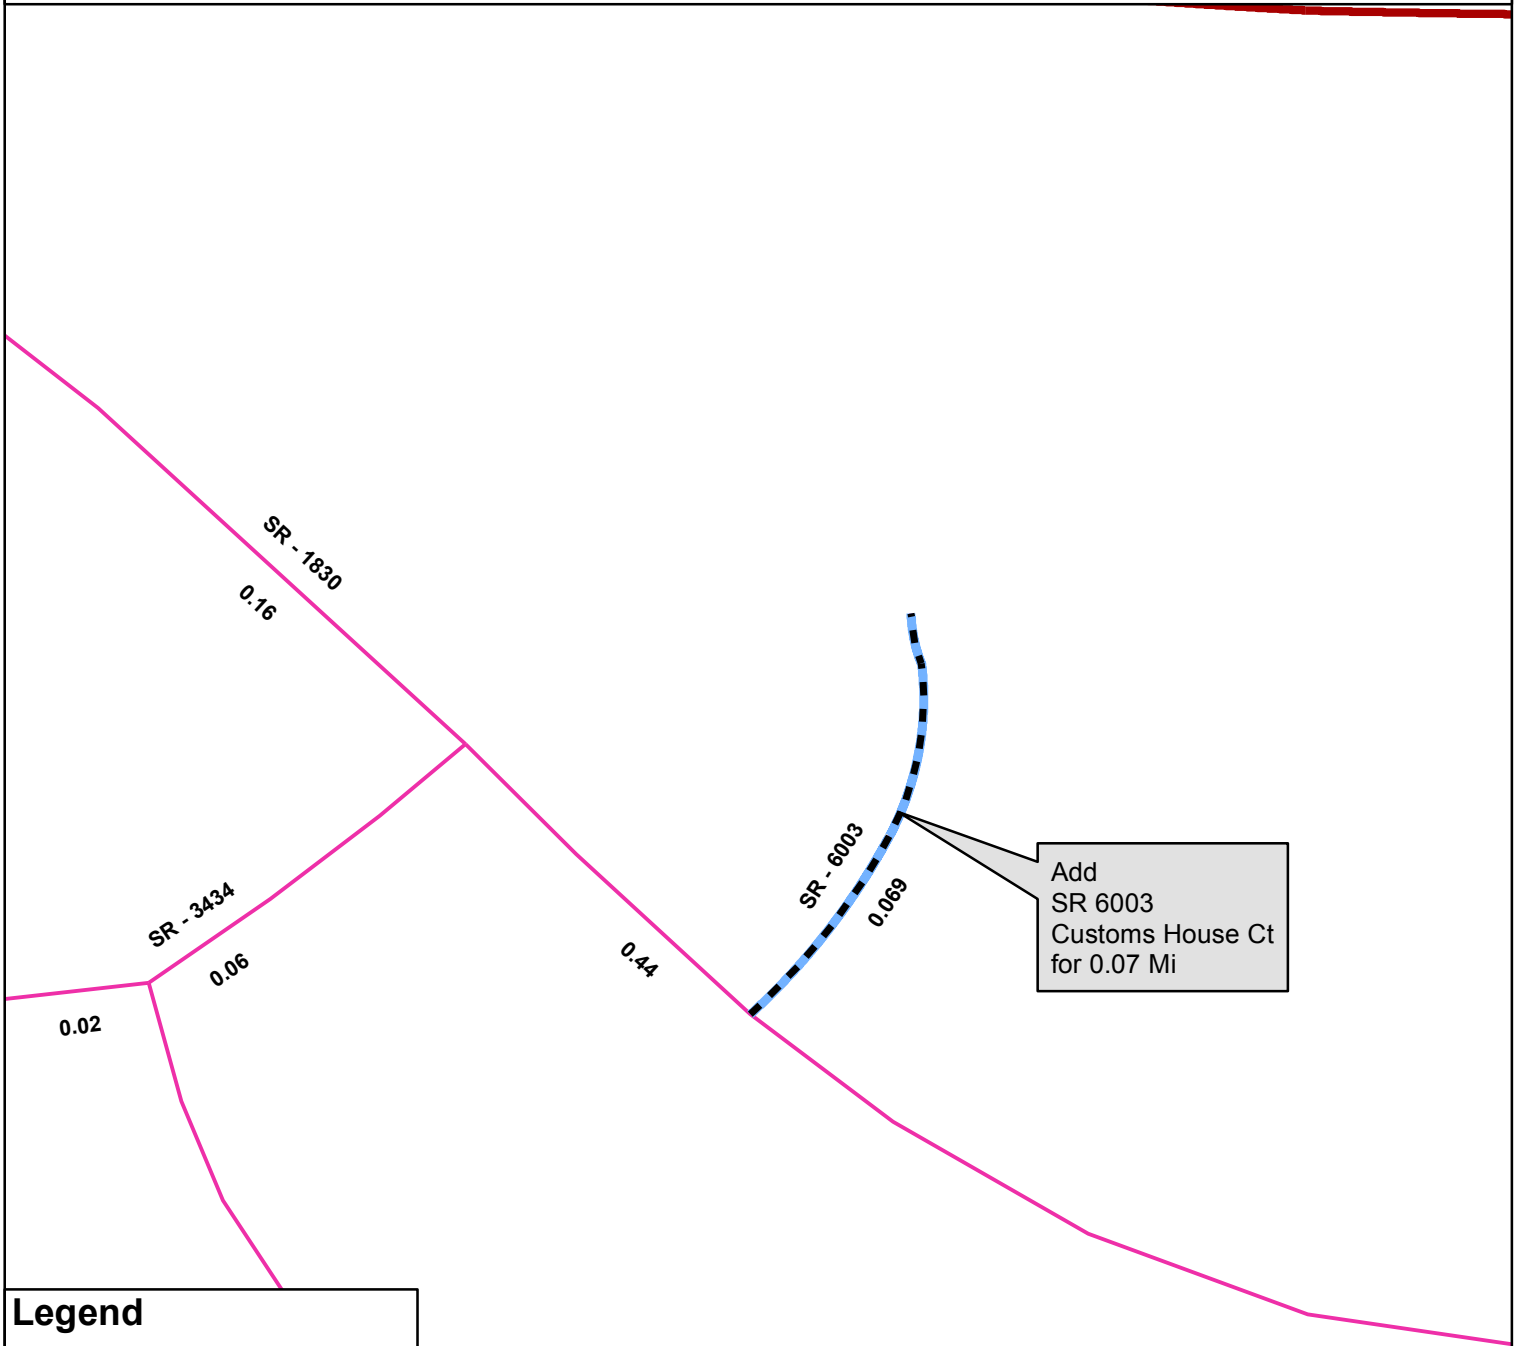 SR - 1830
0.16
SR - 6003
0.069
Add
SR 6003
Customs House Ct
for 0.07 Mi
SR - 3434
0.06
0.44
0.02
Legend